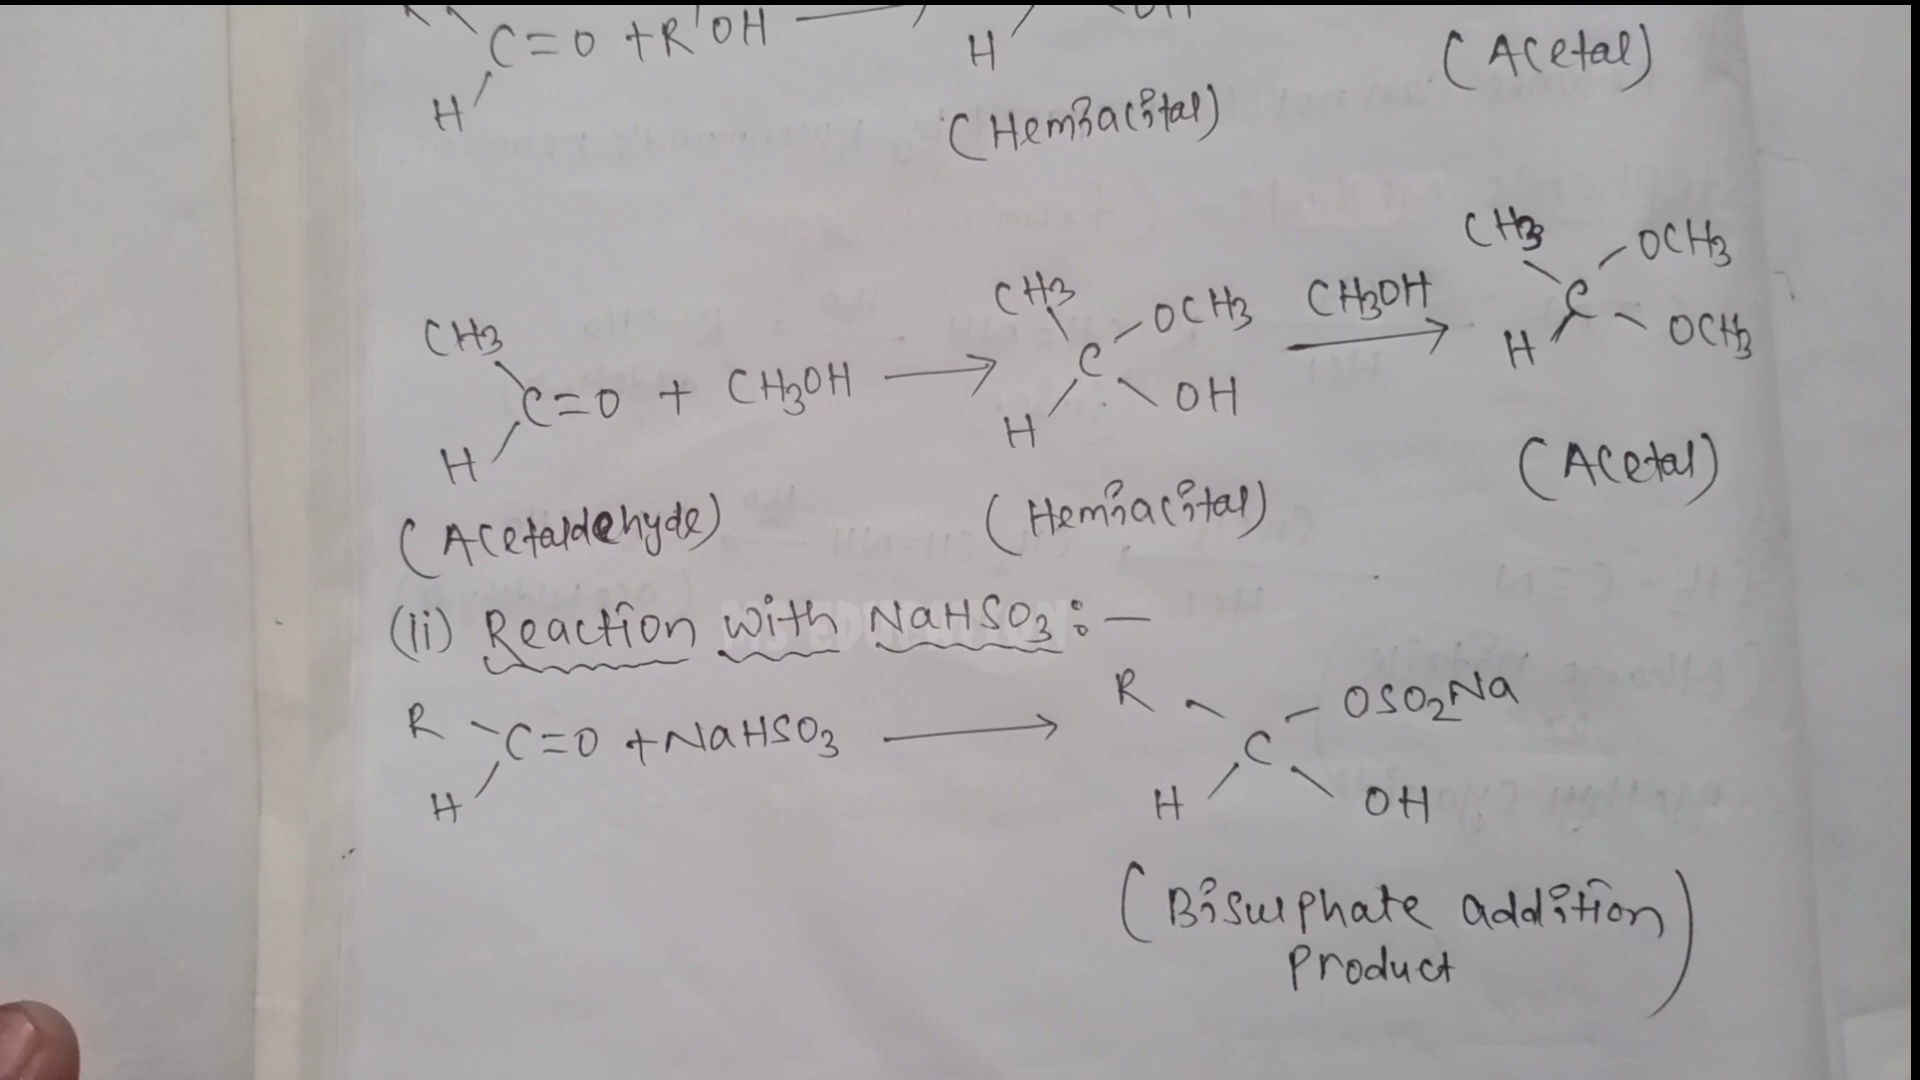 C=O + R'OH
H
H
OH
(Acetal)
(Hemiacital)
CH3
C=O + CH3OH
H
CH3
C
OCH3
OH
H
CH3OH
CH3
C
OCH3
OCH3
H
(Acetal)
(Acetaldehyde)
(Hemiacital)
(ii) Reaction with NaHSO3:-
R
C=O + NaHSO3
H
R
C
OSO2Na
OH
H
(Bisulphate addition
Product)